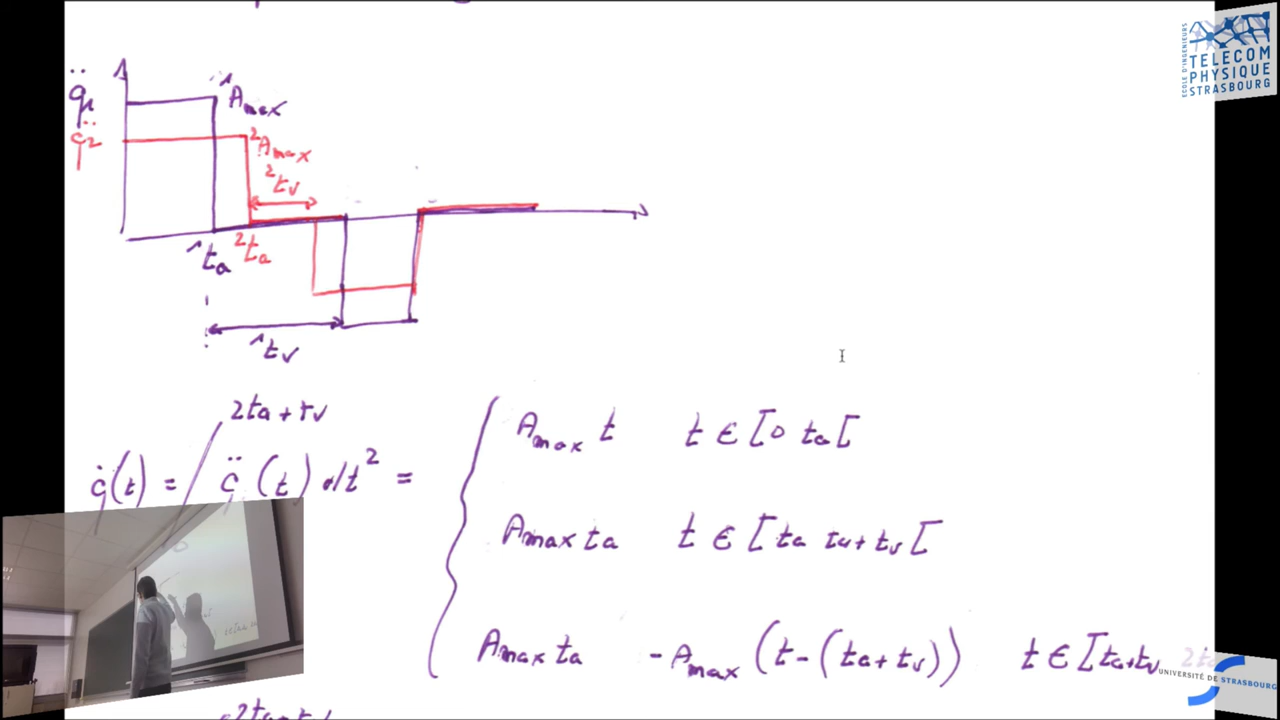 ECOLE D'INGENIEURS
TELECOM
PHYSIQUE
STRASBOURG
q̈₁
¹Amax
q̈₂
²Amax
²tv
¹ta
²ta
¹tv
2ta + tv
q̇(t) = ∫ q̈(t) dt² =
Amax t t ∈ [0 ta[
Amax ta t ∈ [ta ta+tv[
Amax ta - Amax (t - (ta+tv)) t ∈ [ta+tv 2ta
UNIVERSITÉ DE STRASBOURG